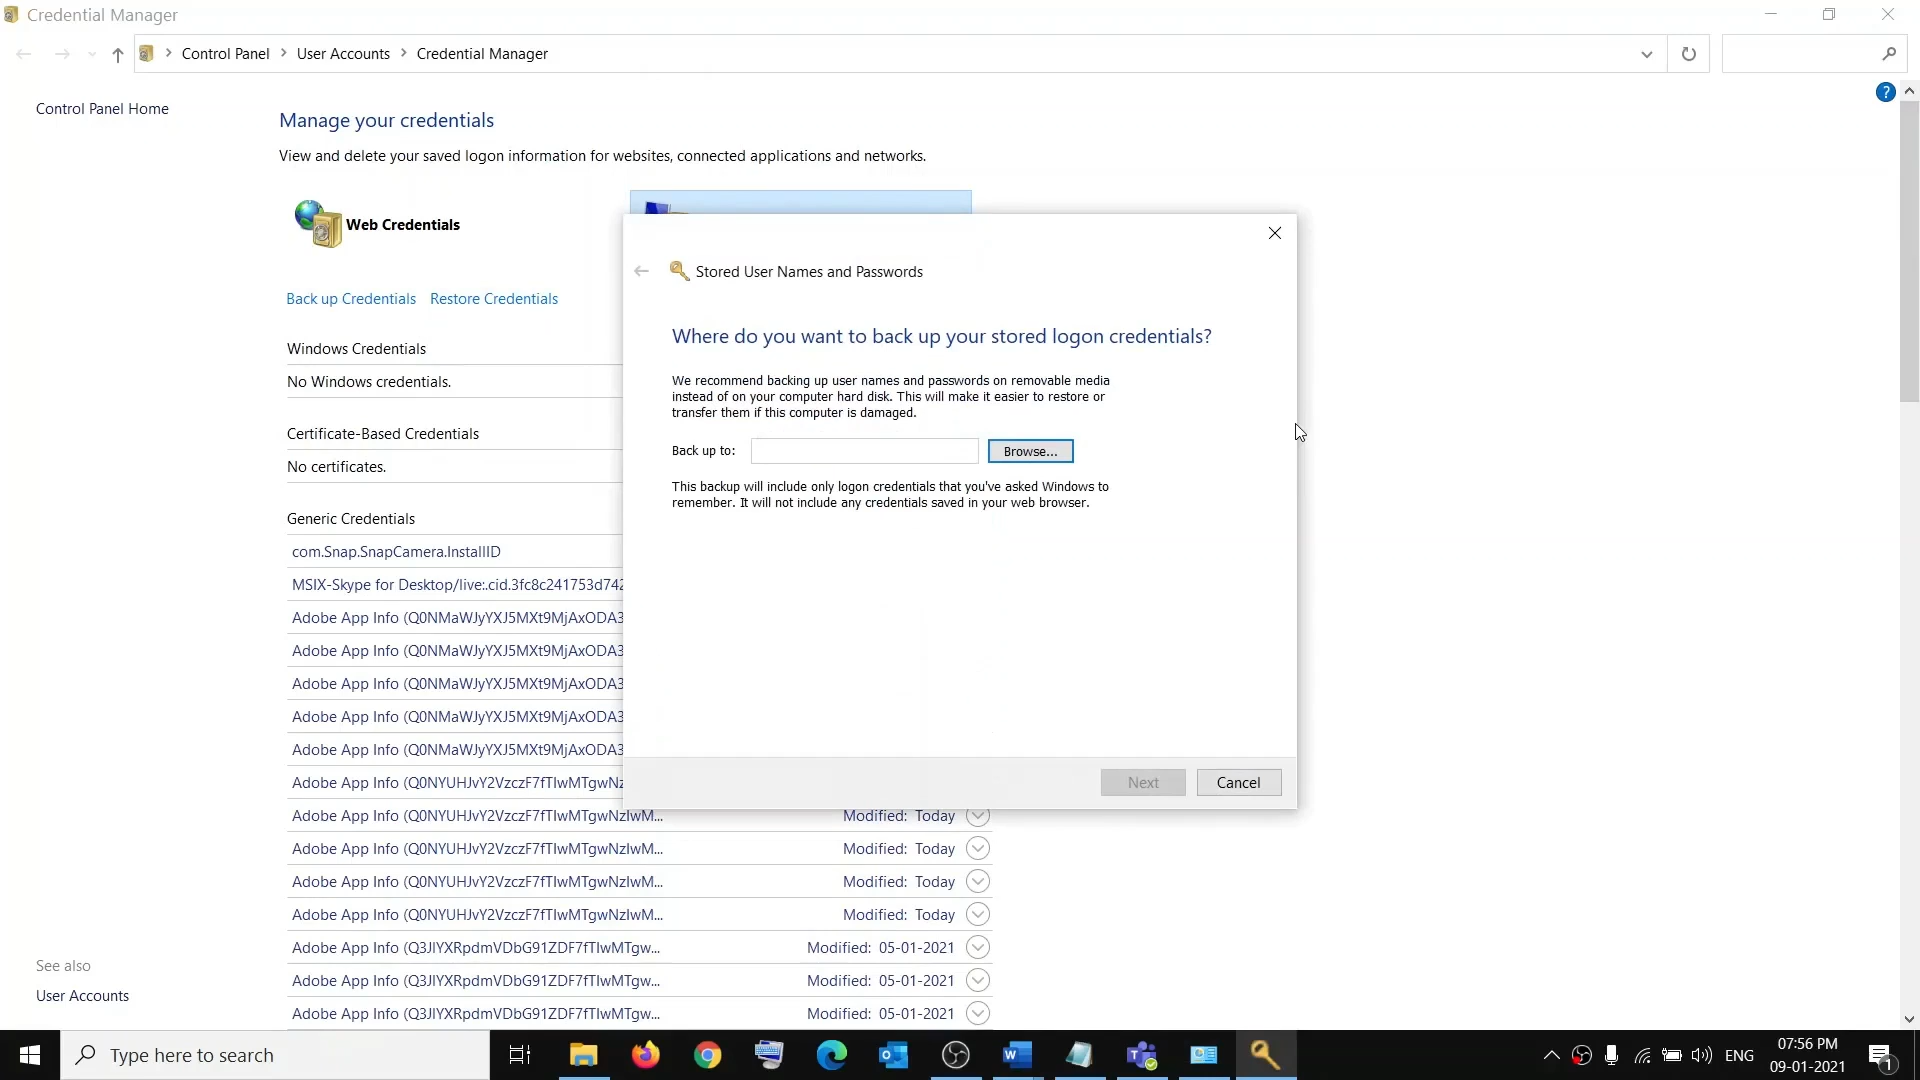 Credential Manager
Control Panel > User Accounts > Credential Manager
Control Panel Home
Manage your credentials
View and delete your saved logon information for websites, connected applications and networks.
Web Credentials
Back up Credentials Restore Credentials
Windows Credentials
No Windows credentials.
Certificate-Based Credentials
No certificates.
Generic Credentials
com.Snap.SnapCamera.InstallID
MSIX-Skype for Desktop/live:.cid.3fc8c241753d742
Adobe App Info (Q0NMaWJyYXJ5MXt9MjAxODA3
Adobe App Info (Q0NMaWJyYXJ5MXt9MjAxODA3
Adobe App Info (Q0NMaWJyYXJ5MXt9MjAxODA3
Adobe App Info (Q0NMaWJyYXJ5MXt9MjAxODA3
Adobe App Info (Q0NMaWJyYXJ5MXt9MjAxODA3
Adobe App Info (Q0NYUHJvY2VzczF7fTIwMTgwNz
Adobe App Info (Q0NYUHJvY2VzczF7fTIwMTgwNzIwM... Modified: Today
Adobe App Info (Q0NYUHJvY2VzczF7fTIwMTgwNzIwM... Modified: Today
Adobe App Info (Q0NYUHJvY2VzczF7fTIwMTgwNzIwM... Modified: Today
Adobe App Info (Q0NYUHJvY2VzczF7fTIwMTgwNzIwM... Modified: Today
Adobe App Info (Q3JlYXRpdmVDbG91ZDF7fTIwMTgw... Modified: 05-01-2021
Adobe App Info (Q3JlYXRpdmVDbG91ZDF7fTIwMTgw... Modified: 05-01-2021
Adobe App Info (Q3JlYXRpdmVDbG91ZDF7fTIwMTgw... Modified: 05-01-2021
See also
User Accounts
Stored User Names and Passwords
Where do you want to back up your stored logon credentials?
We recommend backing up user names and passwords on removable media
instead of on your computer hard disk. This will make it easier to restore or
transfer them if this computer is damaged.
Back up to: Browse...
This backup will include only logon credentials that you've asked Windows to
remember. It will not include any credentials saved in your web browser.
Next Cancel
Type here to search
ENG
07:56 PM
09-01-2021
1